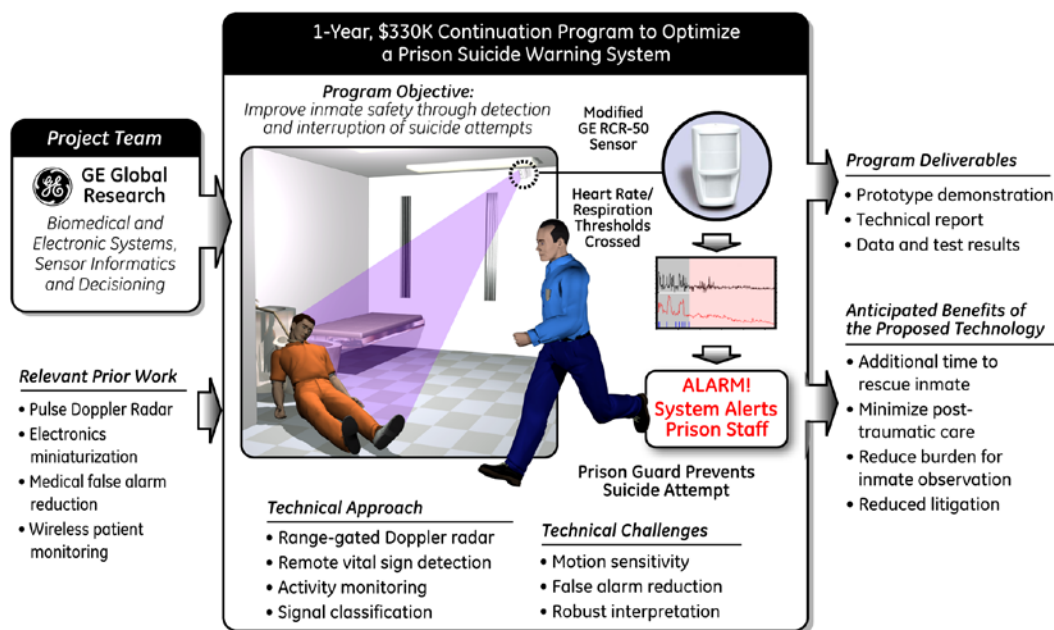 1-Year, $330K Continuation Program to Optimize
a Prison Suicide Warning System
Project Team
GE
GE Global
Research
Biomedical and
Electronic Systems,
Sensor Informatics
and Decisioning
Relevant Prior Work
• Pulse Doppler Radar
• Electronics
miniaturization
• Medical false alarm
reduction
• Wireless patient
monitoring
Program Objective:
Improve inmate safety through detection
and interruption of suicide attempts
Modified
GE RCR-50
Sensor
Heart Rate/
Respiration
Thresholds
Crossed
ALARM!
System Alerts
Prison Staff
Prison Guard Prevents
Suicide Attempt
Technical Approach
• Range-gated Doppler radar
• Remote vital sign detection
• Activity monitoring
• Signal classification
Technical Challenges
• Motion sensitivity
• False alarm reduction
• Robust interpretation
Program Deliverables
• Prototype demonstration
• Technical report
• Data and test results
Anticipated Benefits of
the Proposed Technology
• Additional time to
rescue inmate
• Minimize post-
traumatic care
• Reduce burden for
inmate observation
• Reduced litigation